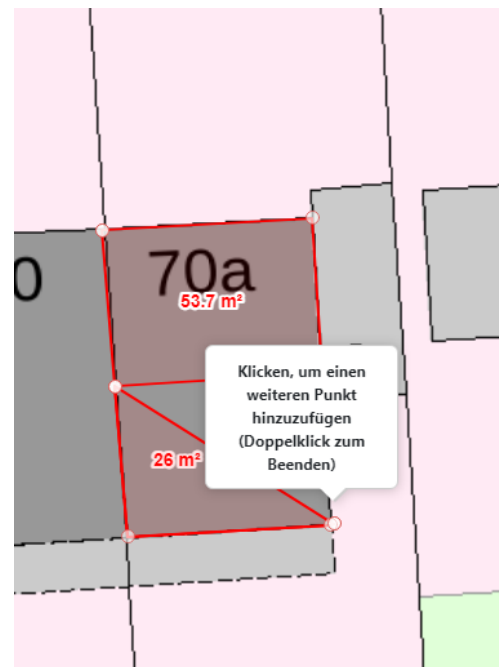 0
70a
53.7 m²
Klicken, um einen
weiteren Punkt
hinzuzufügen
(Doppelklick zum
Beenden)
26 m²